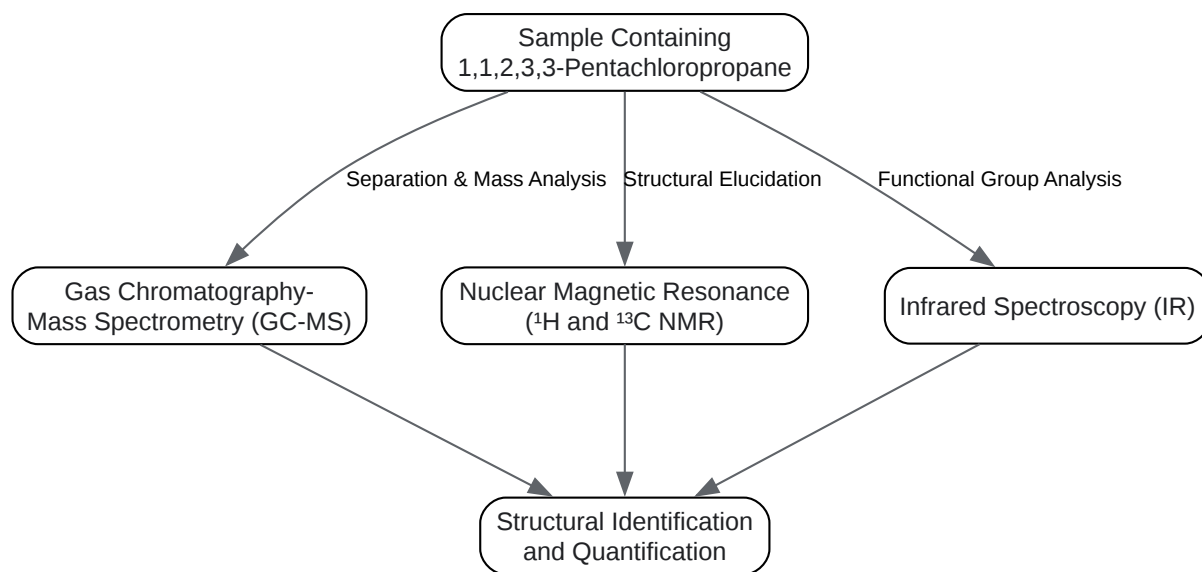 Sample Containing
1,1,2,3,3-Pentachloropropane
Separation & Mass Analysis
Structural Elucidation
Functional Group Analysis
Gas Chromatography-
Mass Spectrometry (GC-MS)
Nuclear Magnetic Resonance
(¹H and ¹³C NMR)
Infrared Spectroscopy (IR)
Structural Identification
and Quantification